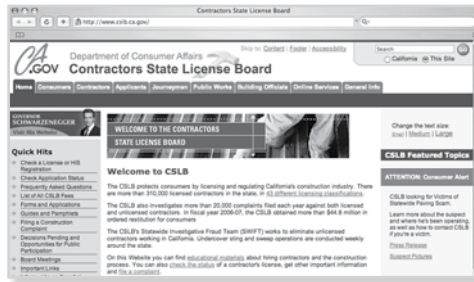 Contractors State License Board
http://www.cslb.ca.gov/
Skip to: Content | Footer | Accessibility
Search
California This Site
CA
.GOV
Department of Consumer Affairs
Contractors State License Board
Home Consumers Contractors Applicants Journeymen Public Works Building Officials Online Services General Info
GOVERNOR
SCHWARZENEGGER
Visit His Website
WELCOME TO THE CONTRACTORS
STATE LICENSE BOARD
Change the text size:
Small | Medium | Large
Quick Hits
Check a License or HIS
Registration
Check Application Status
Frequently Asked Questions
List of All CSLB Fees
Forms and Applications
Guides and Pamphlets
Filing a Construction
Complaint
Decisions Pending and
Opportunities for Public
Participation
Board Meetings
Important Links
Welcome to CSLB
The CSLB protects consumers by licensing and regulating California's construction industry. There
are more than 310,000 licensed contractors in the state, in 43 different licensing classifications.
The CSLB also investigates more than 20,000 complaints filed each year against both licensed
and unlicensed contractors. In fiscal year 2006-07, the CSLB obtained more than $44.8 million in
ordered restitution for consumers
The CSLB's Statewide Investigative Fraud Team (SWIFT) works to eliminate unlicensed
contractors working in California. Undercover sting and sweep operations are conducted weekly
around the state.
On this Website you can find educational materials about hiring contractors and the construction
process. You can also check the status of a contractor's license, get other important information
and file a complaint.
CSLB Featured Topics
ATTENTION: Consumer Alert
CSLB looking for Victims of
Statewide Paving Scam.
Learn more about the suspect
and where he's been operating,
as well as how to contact CSLB
if you're a victim.
Press Release
Suspect Pictures